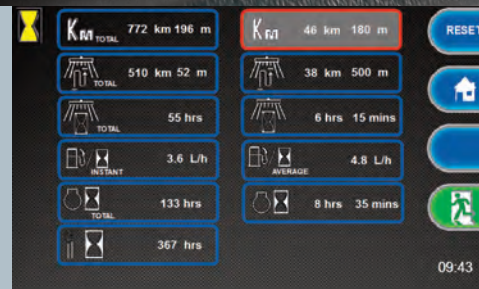 Km TOTAL 772 km 196 m
Km 46 km 180 m
RESET
TOTAL 510 km 52 m
38 km 500 m
TOTAL 55 hrs
6 hrs 15 mins
INSTANT 3.6 L/h
AVERAGE 4.8 L/h
TOTAL 133 hrs
8 hrs 35 mins
367 hrs
09:43